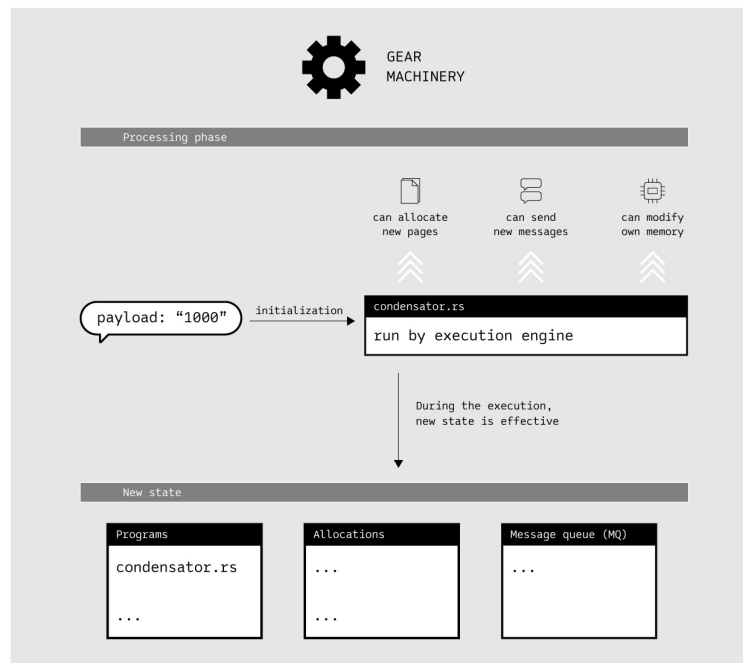 GEAR
MACHINERY
Processing phase
can allocate
new pages
can send
new messages
can modify
own memory
payload: “1000”
initialization
condensator.rs
run by execution engine
During the execution,
new state is effective
New state
Programs
condensator.rs
...
Allocations
...
...
Message queue (MQ)
...